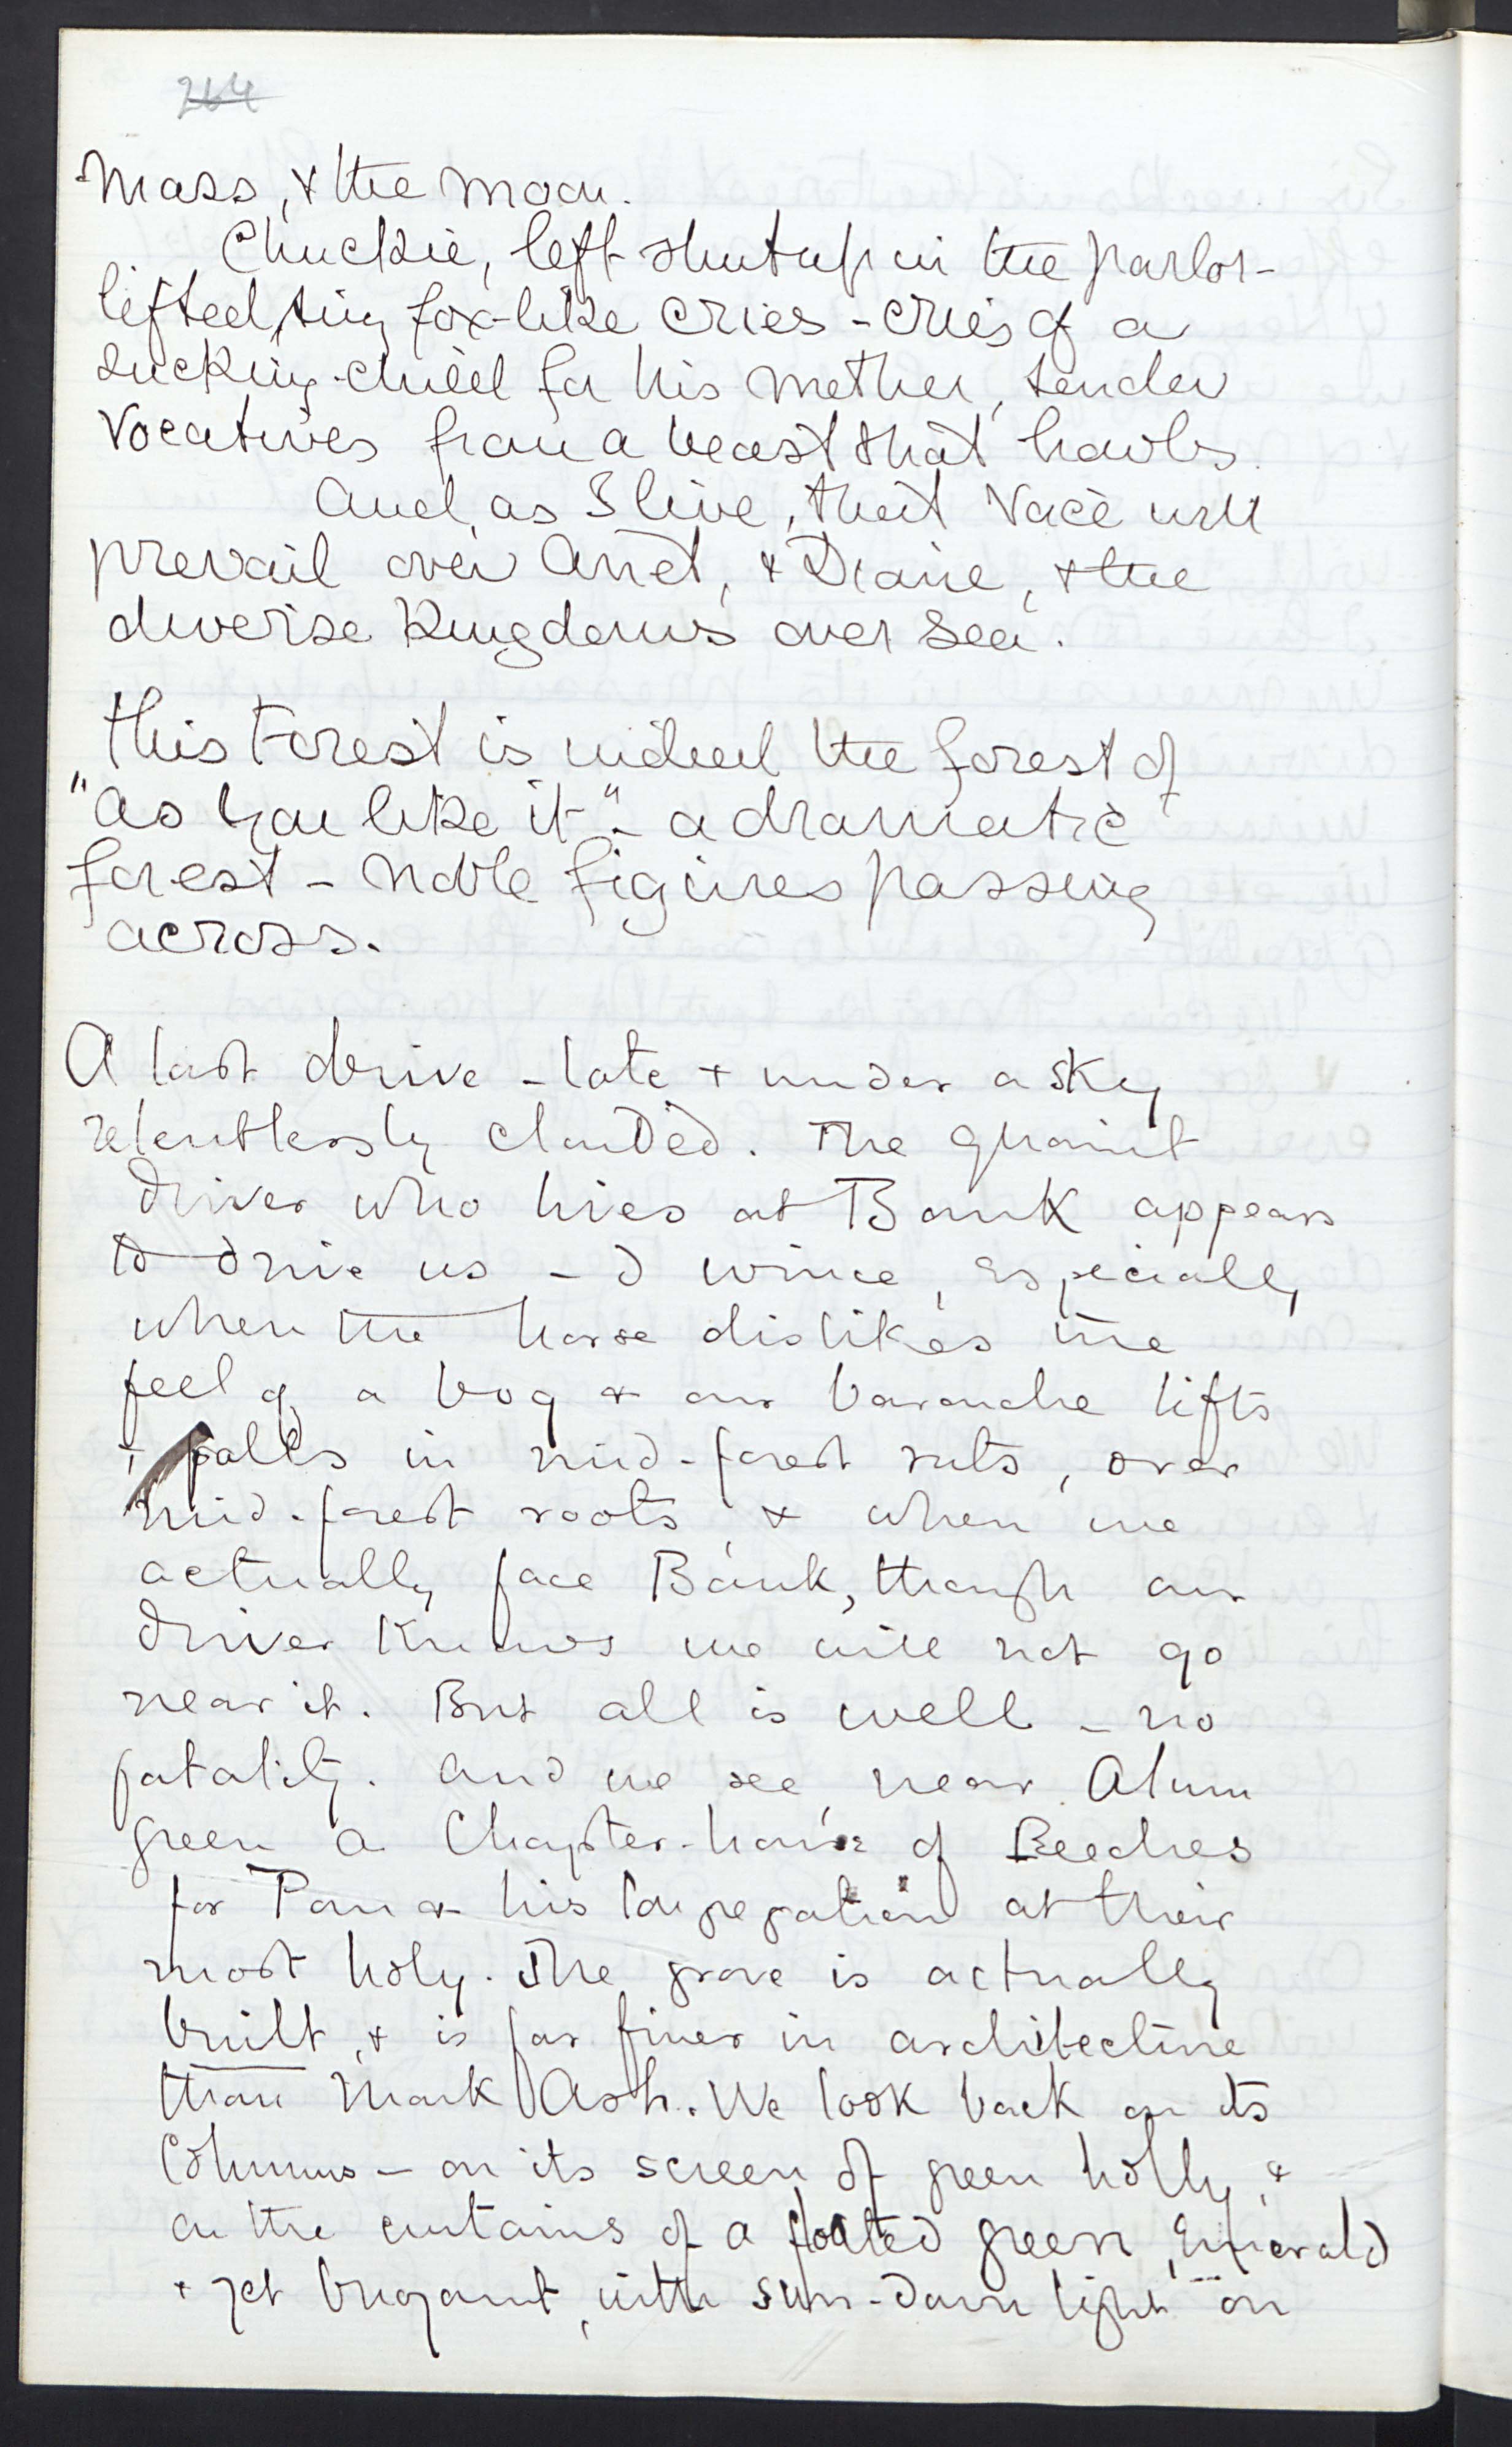 264
Mass, & the moon.
Chuckie, left shut up in the parlor -
lifted, tiny fox-like cries - cries of a
sucking-child for his mother, tender
vocatives from a beast that howls.
And, as I live, that voice will
prevail over Anet, & Diane, & the
diverse Kingdoms over sea.
This Forest is indeed the forest of
"As you like it" - a dramatic
forest - noble figures passing
across.
A last drive - late & under a sky
relentlessly clouded. The quaint
driver who lives at Bank appears
to drive us - I wince, especially
when the horse dislikes the
feel of a bog & our barouche lifts
& falls in mid-forest ruts, over
mid-forest roots, & when we
actually face Bank, though our
driver knows we will not go
near it. But all is well - no
fatality. And we see, near Alum
green a Chapter-house of Beeches
for Pan & his Congregation at their
most holy. The grove is actually
built, & is far finer in architecture
than Mark Ash. We look back on its
Columns - on its screen of green holly, &
on the curtains of a floated green, Emerald
& yet buoyant, with sun-down light on